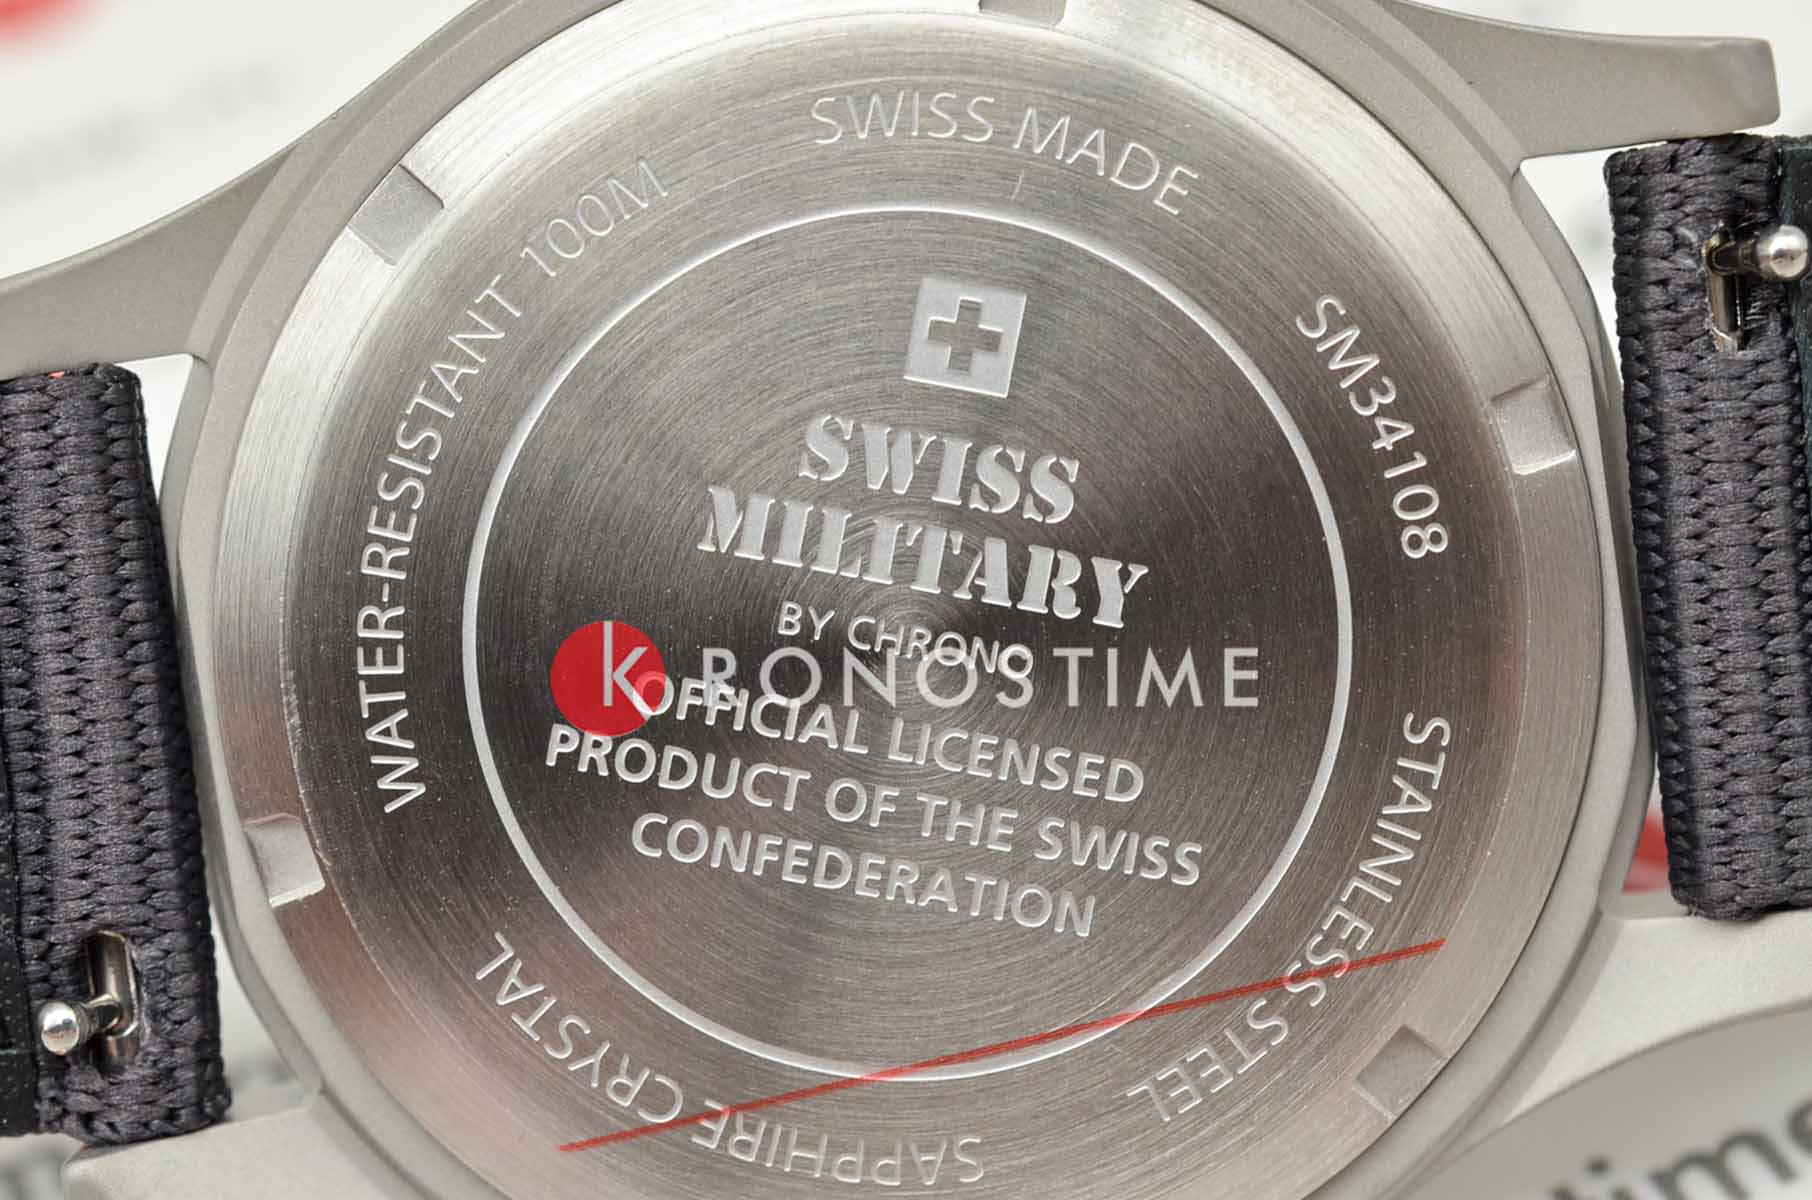 SWISS MADE
SM34108
STAINLESS STEEL
SAPPHIRE CRYSTAL
WATER-RESISTANT 100M
SWISS
MILITARY
BY CHRONO
OFFICIAL LICENSED
PRODUCT OF THE SWISS
CONFEDERATION
KRONOSTIME
time